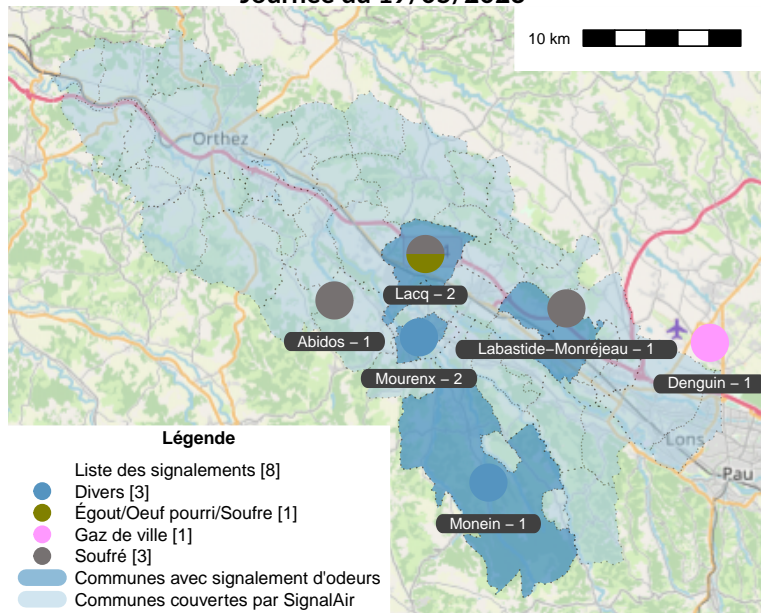 10 km
Orthez
Lacq – 2
Abidos – 1
Labastide–Monréjeau – 1
Mourenx – 2
Denguin – 1
Lons
Pau
Monein – 1
Légende
Liste des signalements [8]
Divers [3]
Égout/Oeuf pourri/Soufre [1]
Gaz de ville [1]
Soufré [3]
Communes avec signalement d'odeurs
Communes couvertes par SignalAir